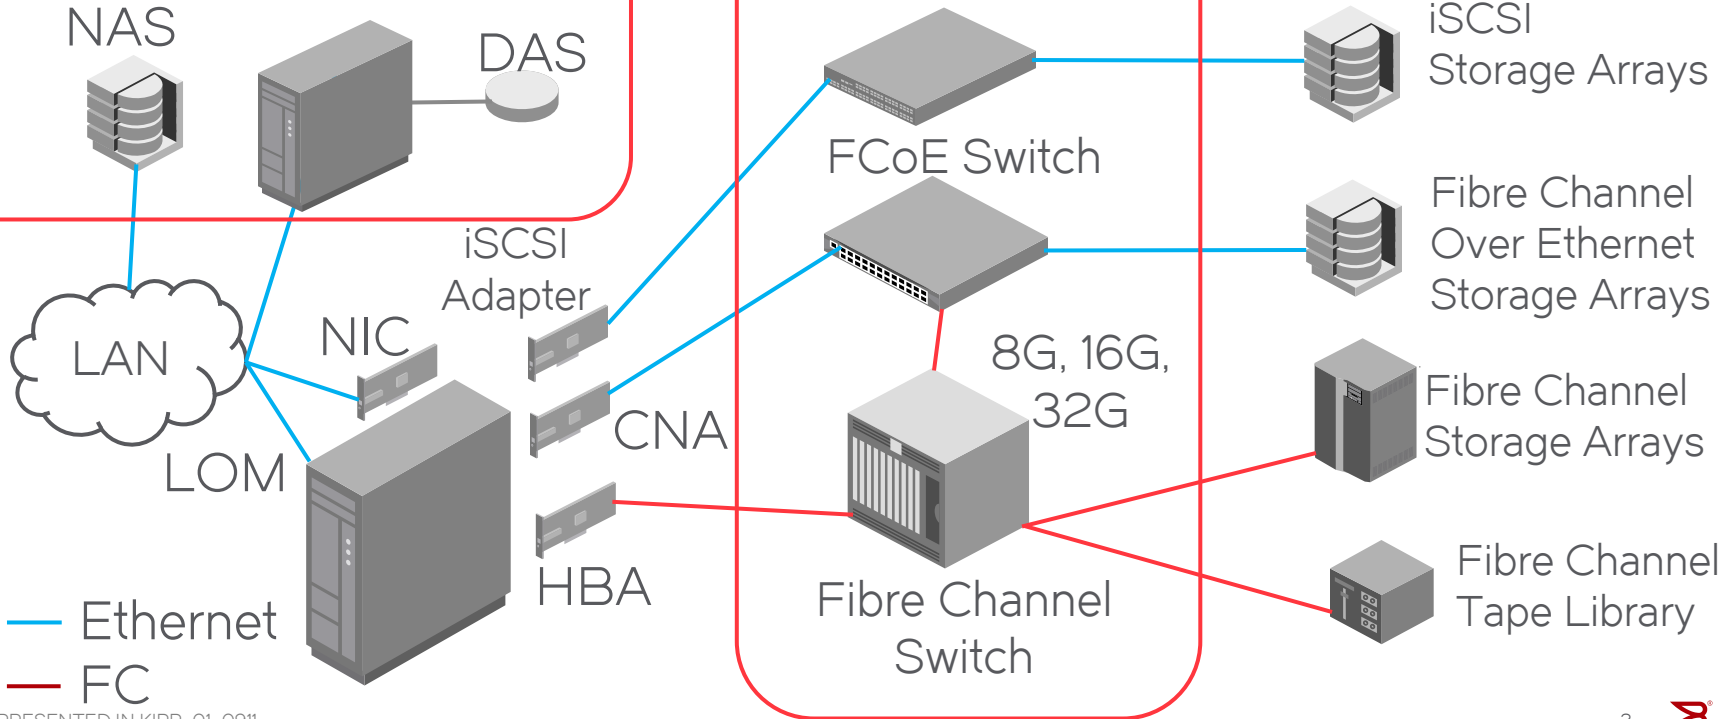 NAS
DAS
iSCSI
Storage Arrays
FCoE Switch
Fibre Channel
Over Ethernet
Storage Arrays
iSCSI
Adapter
NIC
LAN
8G, 16G,
32G
Fibre Channel
Storage Arrays
CNA
LOM
HBA
Fibre Channel
Switch
Fibre Channel
Tape Library
Ethernet
FC